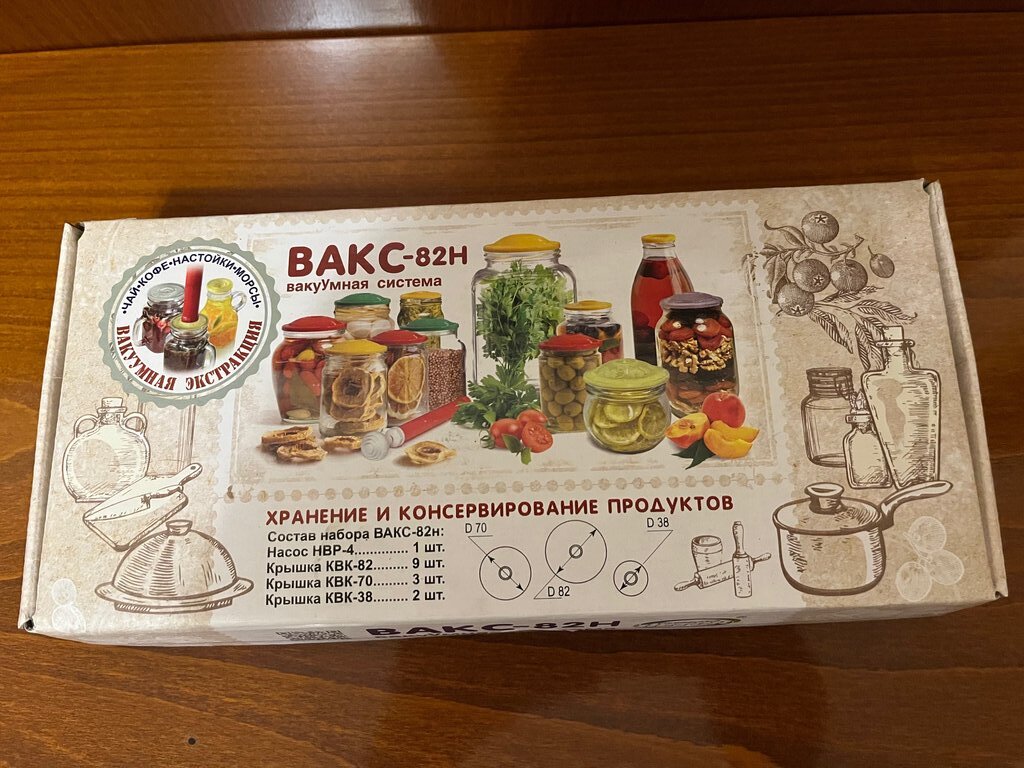 •ЧАЙ•КОФЕ•НАСТОЙКИ•МОРСЫ•
ВАКУУМНАЯ ЭКСТРАКЦИЯ
ВАКС-82Н
вакуУмная система
ХРАНЕНИЕ И КОНСЕРВИРОВАНИЕ ПРОДУКТОВ
Состав набора ВАКС-82н:
Насос НВР-4.............. 1 шт.
Крышка КВК-82......... 9 шт.
Крышка КВК-70......... 3 шт.
Крышка КВК-38......... 2 шт.
D 70
D 82
D 38
ВАКС-82Н